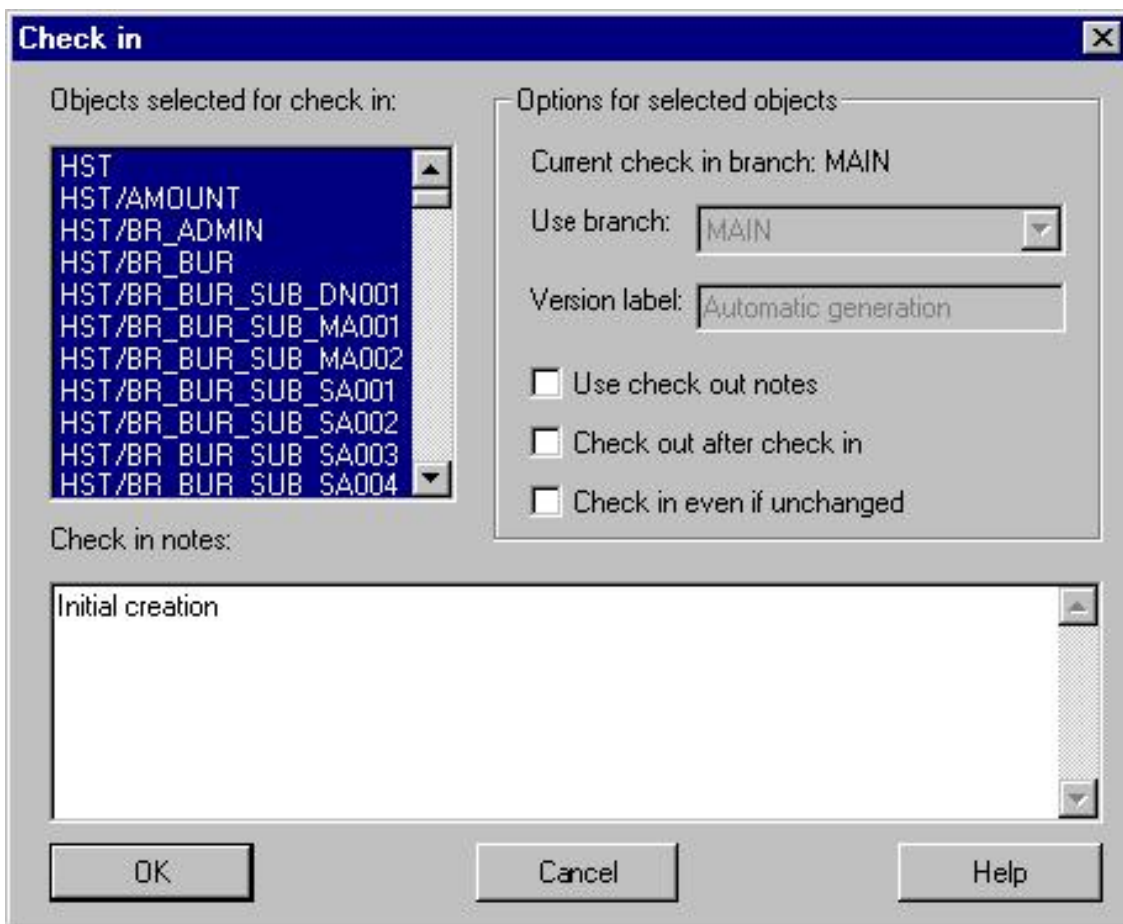 Check in
Objects selected for check in:
HST
HST/AMOUNT
HST/BR_ADMIN
HST/BR_BUR
HST/BR_BUR_SUB_DN001
HST/BR_BUR_SUB_MA001
HST/BR_BUR_SUB_MA002
HST/BR_BUR_SUB_SA001
HST/BR_BUR_SUB_SA002
HST/BR_BUR_SUB_SA003
HST/BR_BUR_SUB_SA004
Options for selected objects
Current check in branch: MAIN
Use branch: MAIN
Version label: Automatic generation
Use check out notes
Check out after check in
Check in even if unchanged
Check in notes:
Initial creation
OK Cancel Help